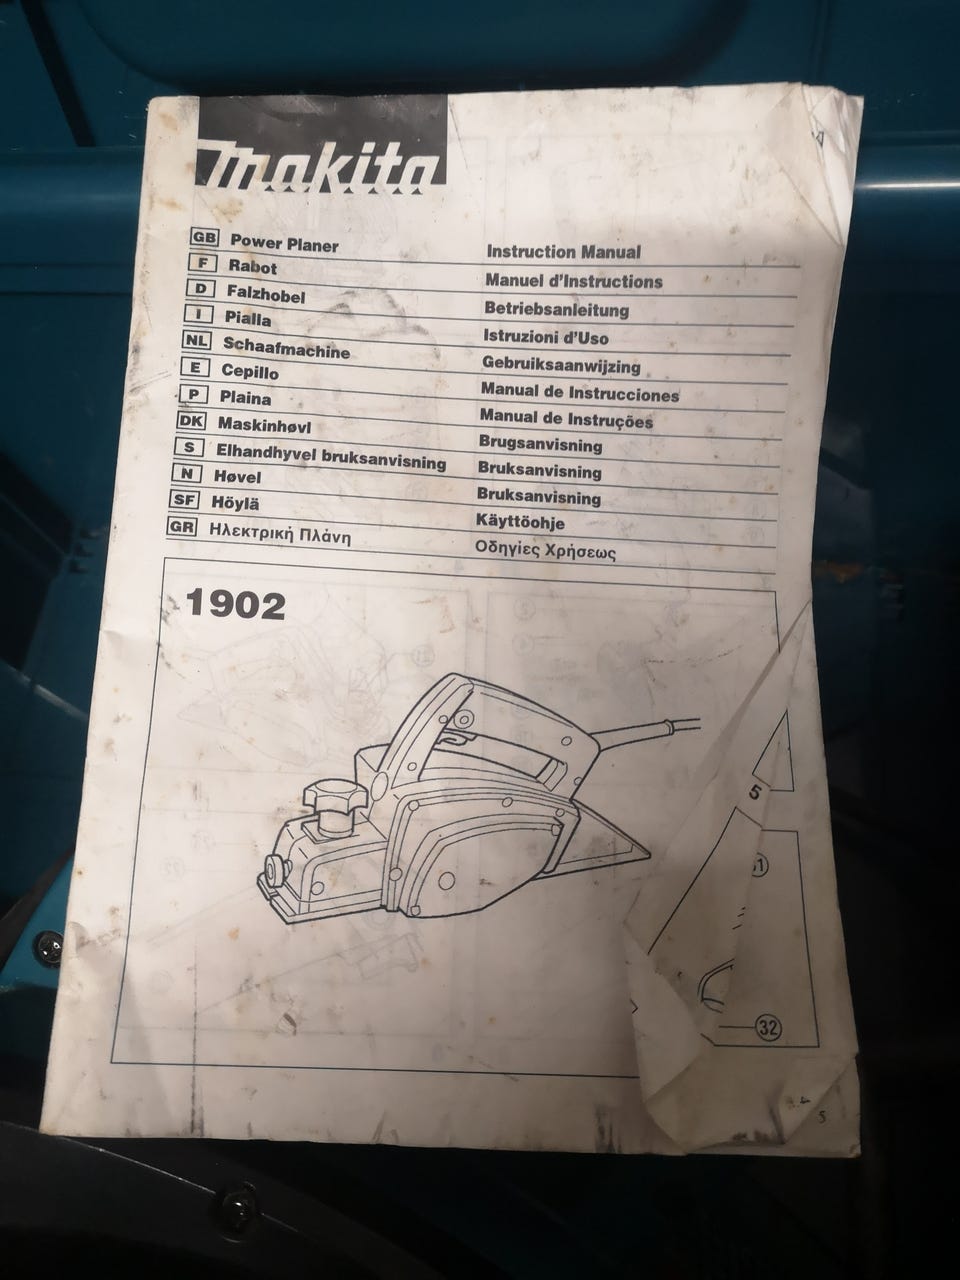 makita
GB Power Planer Instruction Manual
F Rabot Manuel d'Instructions
D Falzhobel Betriebsanleitung
I Pialla Istruzioni d'Uso
NL Schaafmachine Gebruiksaanwijzing
E Cepillo Manual de Instrucciones
P Plaina Manual de Instruções
DK Maskinhøvl Brugsanvisning
S Elhandhyvel bruksanvisning Bruksanvisning
N Høvel Bruksanvisning
SF Höylä Käyttöohje
GR Ηλεκτρική Πλάνη Οδηγίες Χρήσεως
1902
5
32
5